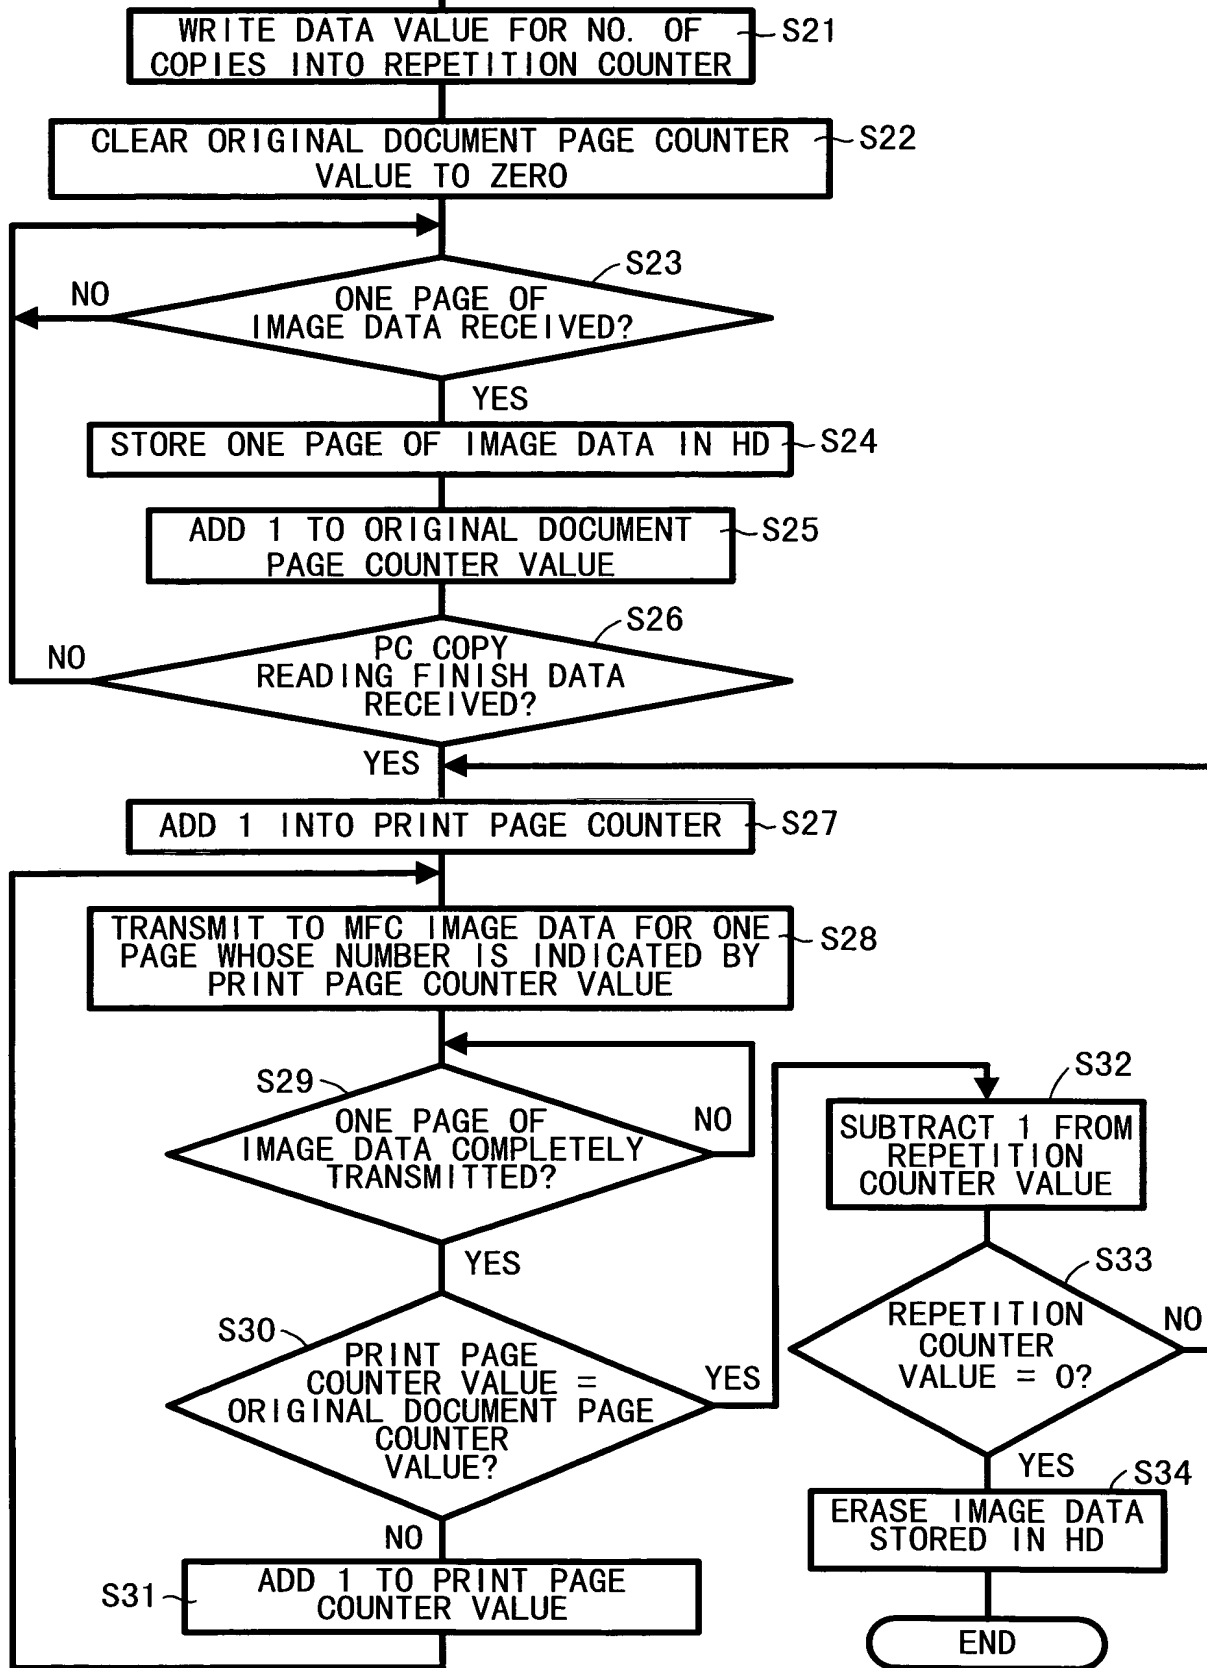 WRITE DATA VALUE FOR NO. OF
COPIES INTO REPETITION COUNTER
S21
CLEAR ORIGINAL DOCUMENT PAGE COUNTER
VALUE TO ZERO
S22
S23
NO
ONE PAGE OF
IMAGE DATA RECEIVED?
YES
STORE ONE PAGE OF IMAGE DATA IN HD
S24
ADD 1 TO ORIGINAL DOCUMENT
PAGE COUNTER VALUE
S25
S26
NO
PC COPY
READING FINISH DATA
RECEIVED?
YES
ADD 1 INTO PRINT PAGE COUNTER
S27
TRANSMIT TO MFC IMAGE DATA FOR ONE
PAGE WHOSE NUMBER IS INDICATED BY
PRINT PAGE COUNTER VALUE
S28
S29
ONE PAGE OF
IMAGE DATA COMPLETELY
TRANSMITTED?
NO
YES
S30
PRINT PAGE
COUNTER VALUE =
ORIGINAL DOCUMENT PAGE
COUNTER
VALUE?
YES
NO
S31
ADD 1 TO PRINT PAGE
COUNTER VALUE
S32
SUBTRACT 1 FROM
REPETITION
COUNTER VALUE
S33
REPETITION
COUNTER
VALUE = 0?
NO
YES
S34
ERASE IMAGE DATA
STORED IN HD
END